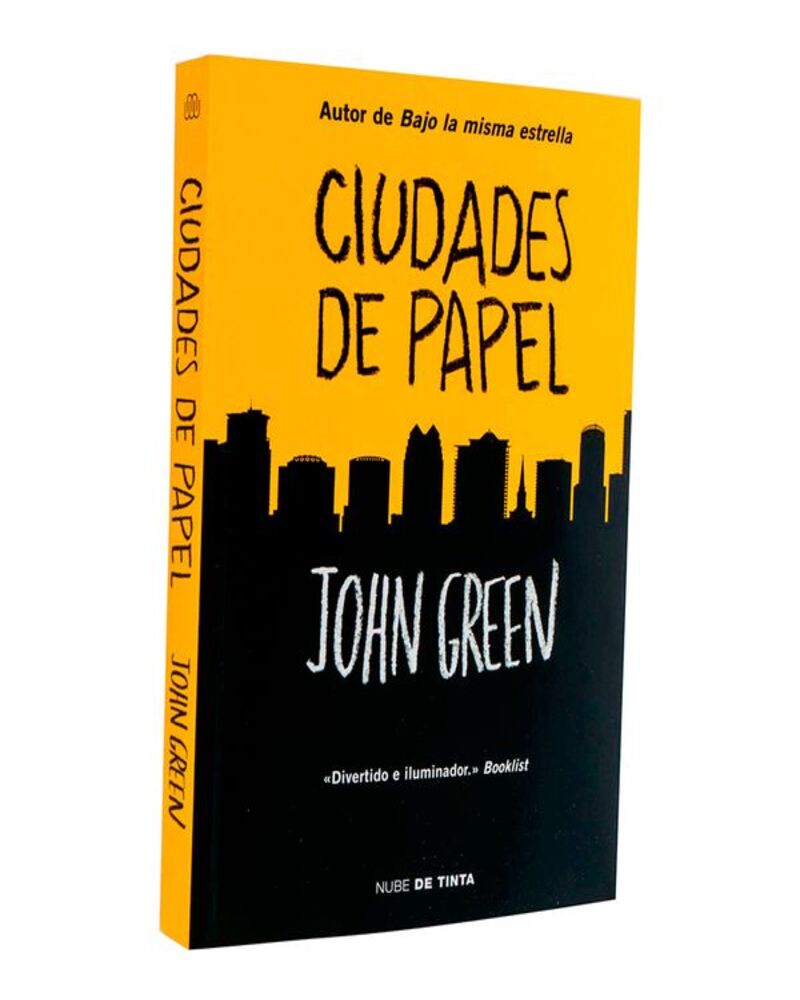 Autor de Bajo la misma estrella
CIUDADES
DE PAPEL
JOHN GREEN
«Divertido e iluminador.» Booklist
NUBE DE TINTA
CIUDADES DE PAPEL JOHN GREEN